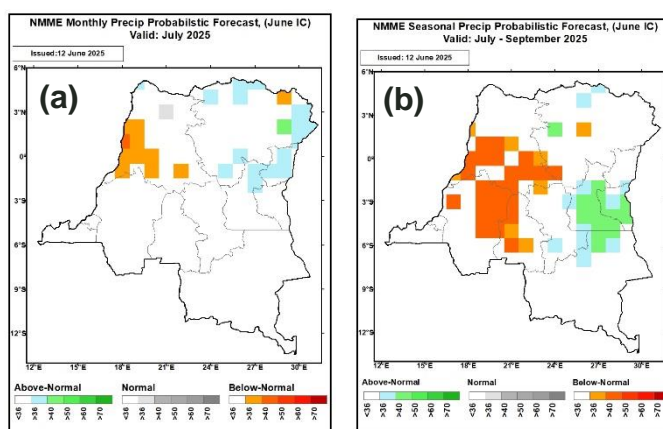 NMME Monthly Precip Probabilstic Forecast, (June IC)
Valid: July 2025
Issued:12 June 2025
(a)
6°N
3°N
0°
3°S
6°S
9°S
12°S
12°E 15°E 18°E 21°E 24°E 27°E 30°E
Above-Normal Normal Below-Normal
<36 >36 >40 >50 >60 >70 <36 >36 >40 >50 >60 >70 <36 >36 >40 >50 >60 >70
NMME Seasonal Precip Probabilistic Forecast, (June IC)
Valid: July - September 2025
Issued: 12 June 2025
(b)
6°N
3°N
0°
3°S
6°S
9°S
12°S
12°E 15°E 18°E 21°E 24°E 27°E 30°E
Above-Normal Normal Below-Normal
<36 >36 >40 >50 >60 >70 <36 >36 >40 >50 >60 >70 <36 >36 >40 >50 >60 >70